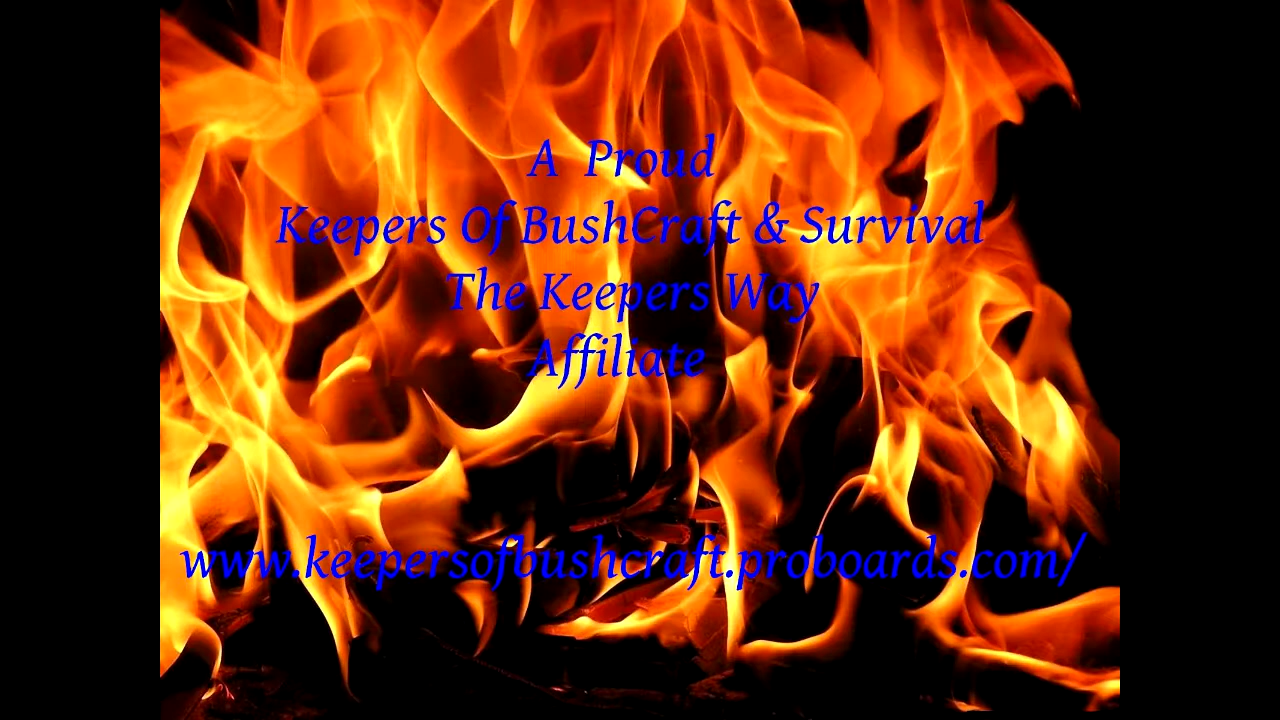 A Proud
Keepers Of BushCraft & Survival
The Keepers Way
Affiliate
www.keepersofbushcraft.proboards.com/